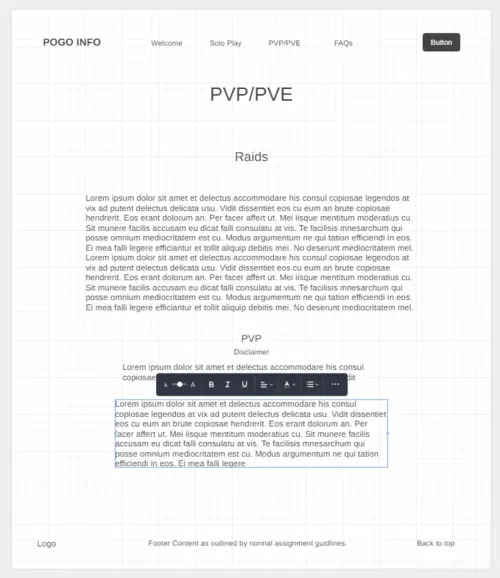 POGO INFO Welcome Solo Play PVP/PVE FAQs Button
PVP/PVE
Raids
Lorem ipsum dolor sit amet et delectus accommodare his consul copiosae legendos at
vix ad putent delectus delicata usu. Vidit dissentiet eos cu eum an brute copiosae
hendrerit. Eos erant dolorum an. Per facer affert ut. Mei iisque mentitum moderatius cu.
Sit munere facilis accusam eu dicat falli consulatu at vis. Te facilisis mnesarchum qui
posse omnium mediocritatem est cu. Modus argumentum ne qui tation efficiendi in eos.
Ei mea falli legere efficiantur et tollit aliquip debitis mei. No deserunt mediocritatem mel.
Lorem ipsum dolor sit amet et delectus accommodare his consul copiosae legendos at
vix ad putent delectus delicata usu. Vidit dissentiet eos cu eum an brute copiosae
hendrerit. Eos erant dolorum an. Per facer affert ut. Mei iisque mentitum moderatius cu.
Sit munere facilis accusam eu dicat falli consulatu at vis. Te facilisis mnesarchum qui
posse omnium mediocritatem est cu. Modus argumentum ne qui tation efficiendi in eos.
Ei mea falli legere efficiantur et tollit aliquip debitis mei. No deserunt mediocritatem mel.
PVP
Disclaimer
Lorem ipsum dolor sit amet et delectus accommodare his consul
A A B I U A
Lorem ipsum dolor sit amet et delectus accommodare his consul
copiosae legendos at vix ad putent delectus delicata usu. Vidit dissentiet
eos cu eum an brute copiosae hendrerit. Eos erant dolorum an. Per
facer affert ut. Mei iisque mentitum moderatius cu. Sit munere facilis
accusam eu dicat falli consulatu at vis. Te facilisis mnesarchum qui
posse omnium mediocritatem est cu. Modus argumentum ne qui tation
efficiendi in eos. Ei mea falli legere
Logo Footer Content as outlined by normal assignment guidlines. Back to top